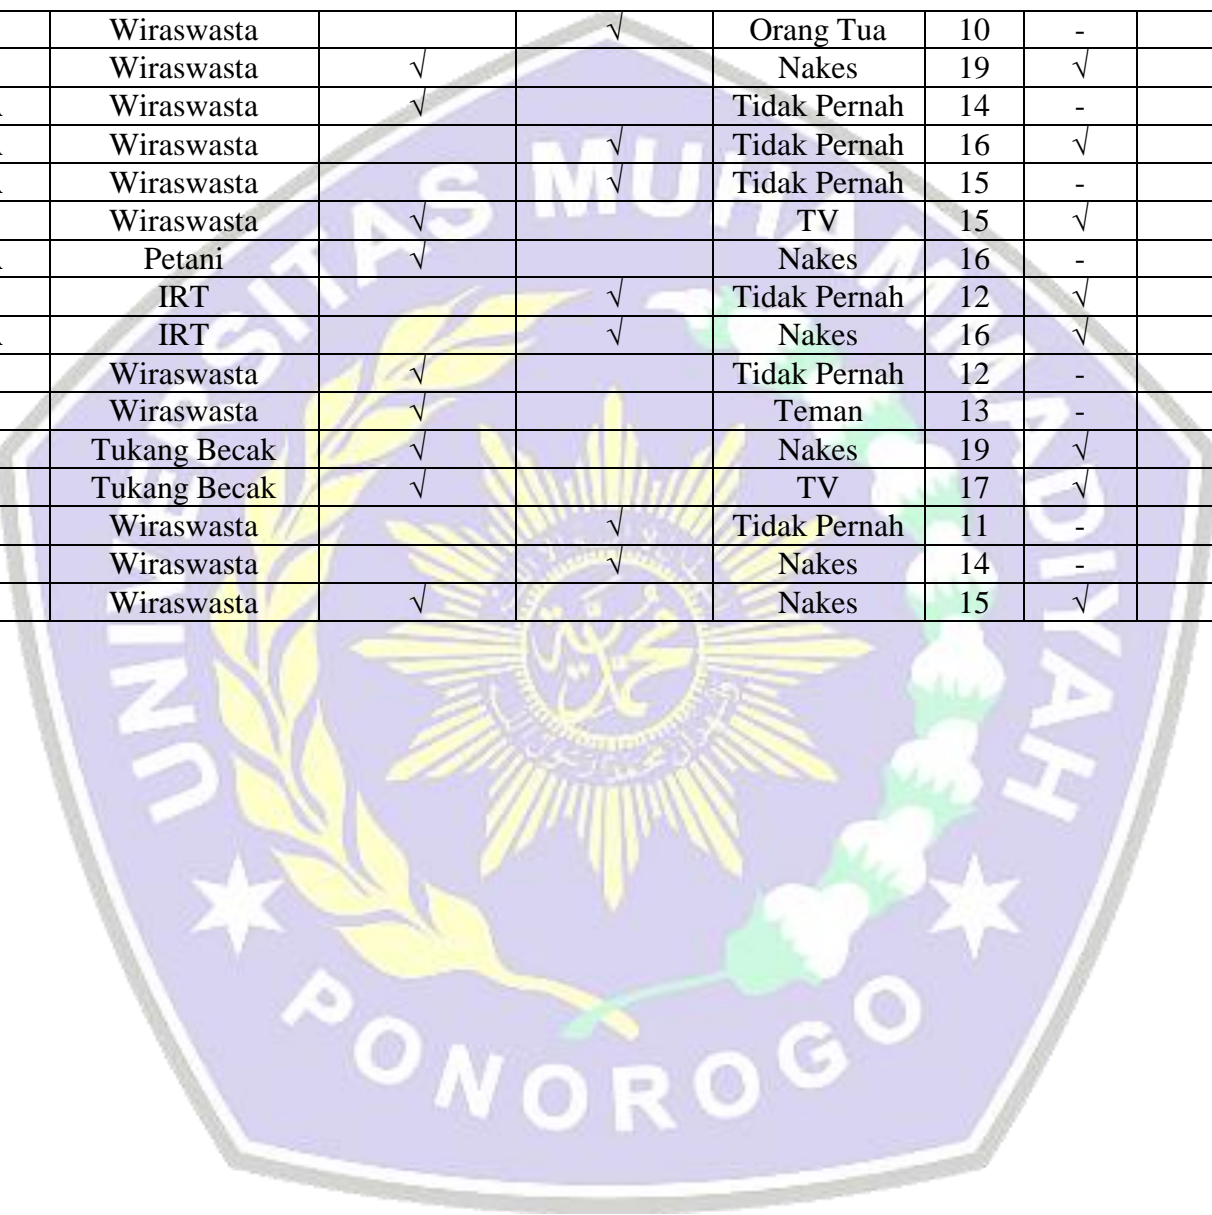 Wiraswasta √ Orang Tua 10 -
Wiraswasta √ Nakes 19 √
Wiraswasta √ Tidak Pernah 14 -
Wiraswasta √ Tidak Pernah 16 √
Wiraswasta √ Tidak Pernah 15 -
Wiraswasta √ TV 15 √
Petani √ Nakes 16 -
IRT √ Tidak Pernah 12 √
IRT √ Nakes 16 √
Wiraswasta √ Tidak Pernah 12 -
Wiraswasta √ Teman 13 -
Tukang Becak √ Nakes 19 √
Tukang Becak √ TV 17 √
Wiraswasta √ Tidak Pernah 11 -
Wiraswasta √ Nakes 14 -
Wiraswasta √ Nakes 15 √
UNIVERSITAS MUHAMMADIYAH
PONOROGO